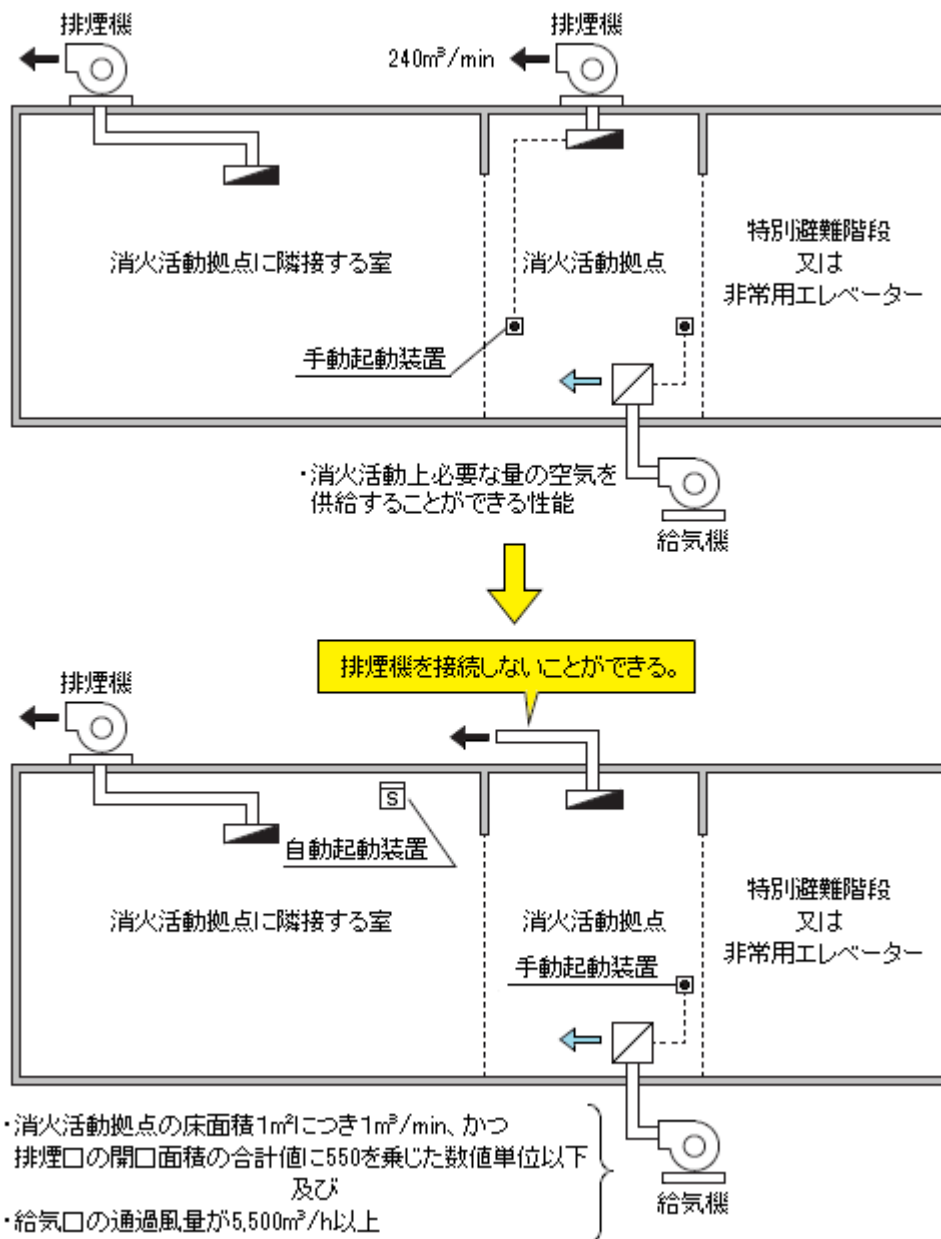 排煙機
240m³/min
排煙機
消火活動拠点に隣接する室
消火活動拠点
特別避難階段
又は
非常用エレベーター
手動起動装置
・消火活動上必要な量の空気を
供給することができる性能
給気機
排煙機を接続しないことができる。
排煙機
S
自動起動装置
消火活動拠点に隣接する室
消火活動拠点
特別避難階段
又は
非常用エレベーター
手動起動装置
・消火活動拠点の床面積1㎡につき1m³/min、かつ
排煙口の開口面積の合計値に550を乗じた数値単位以下
及び
・給気口の通過風量が5,500m³/h以上
給気機